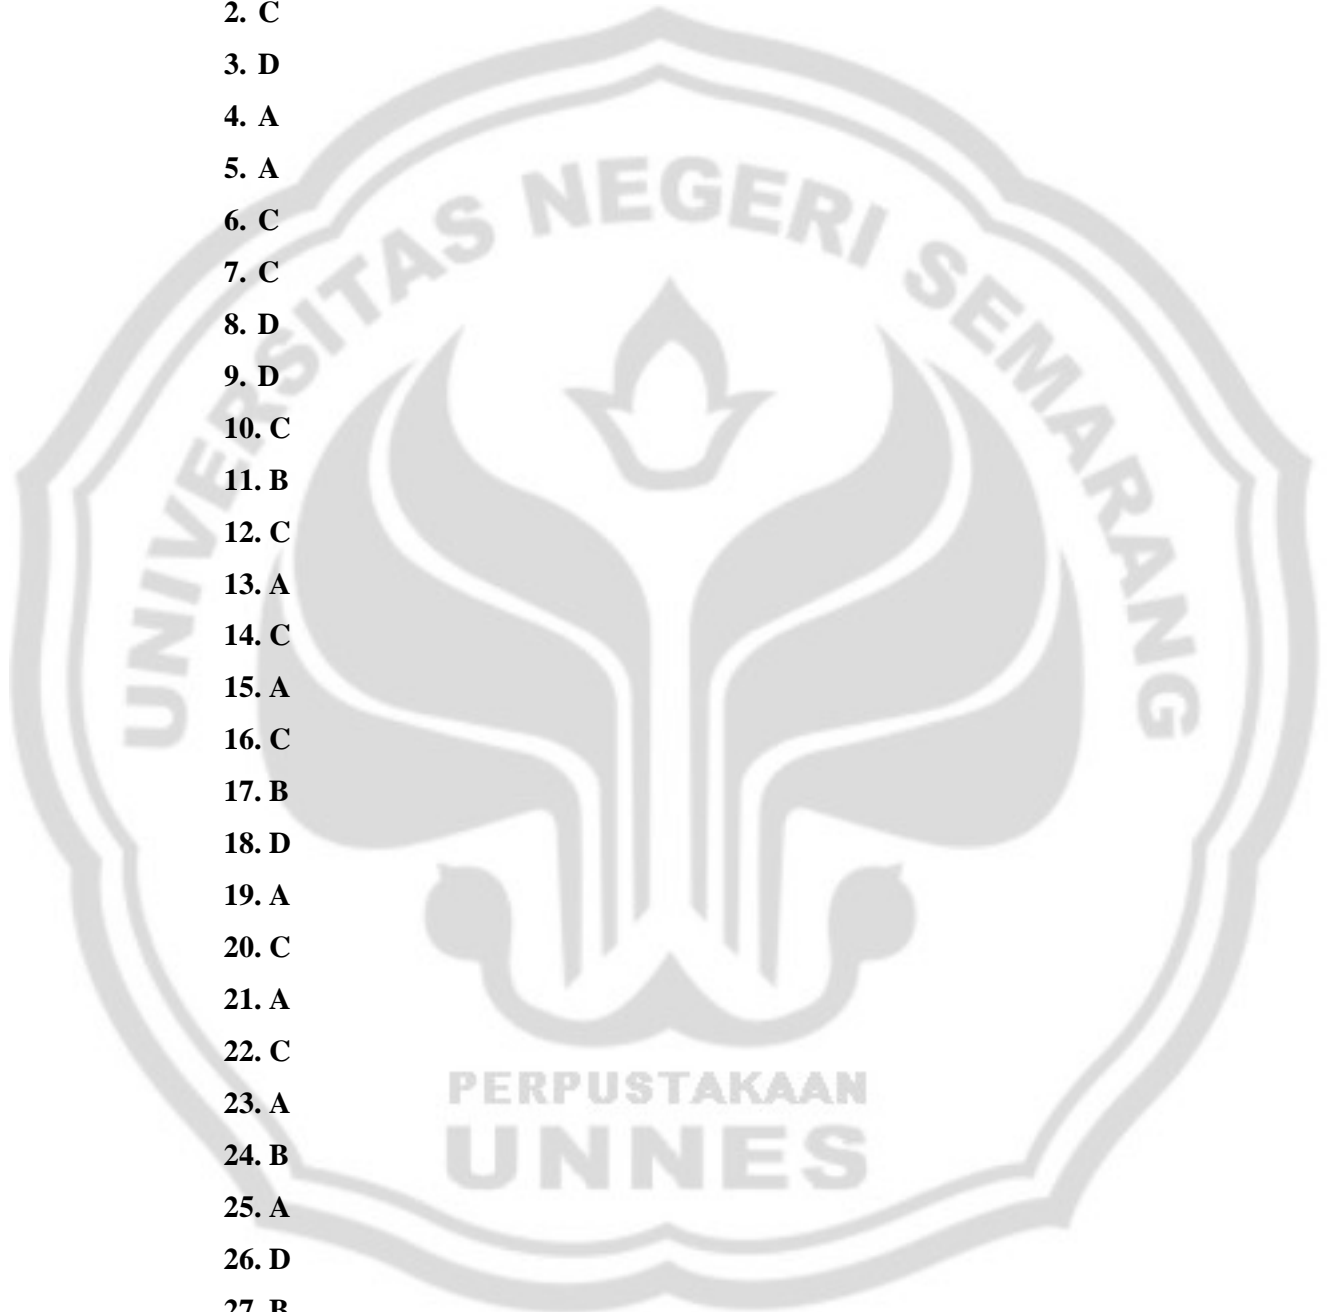 2. C
3. D
4. A
5. A
6. C
7. C
8. D
9. D
10. C
11. B
12. C
13. A
14. C
15. A
16. C
17. B
18. D
19. A
20. C
21. A
22. C
23. A
24. B
25. A
26. D
27. B
UNIVERSITAS NEGERI SEMARANG
PERPUSTAKAAN
UNNES